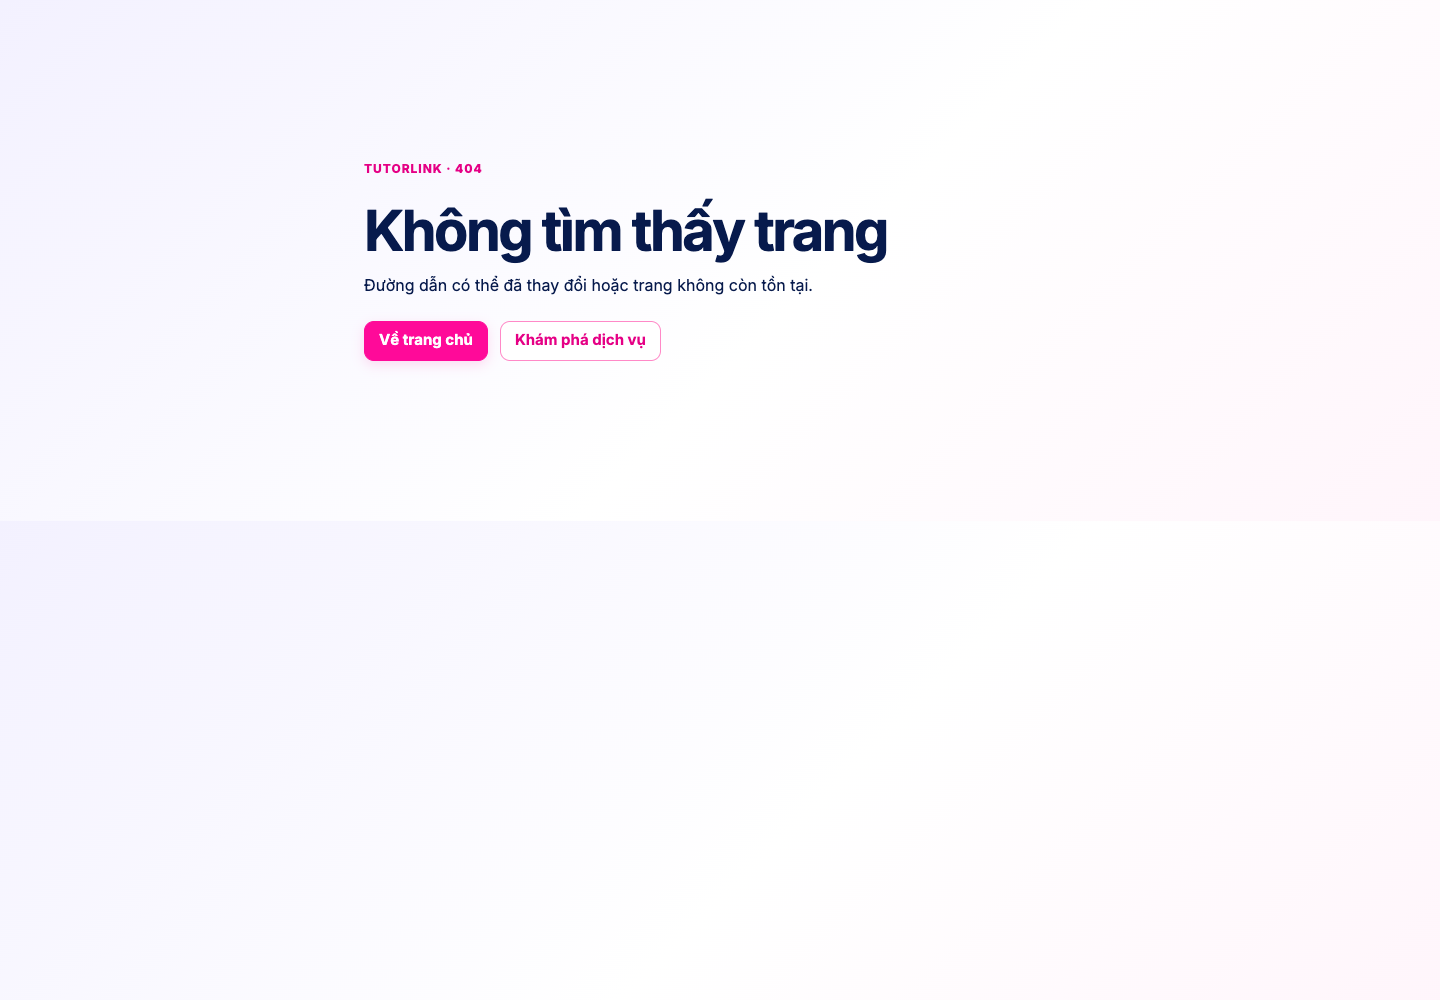 TUTORLINK · 404
Không tìm thấy trang
Đường dẫn có thể đã thay đổi hoặc trang không còn tồn tại.
Về trang chủ
Khám phá dịch vụ